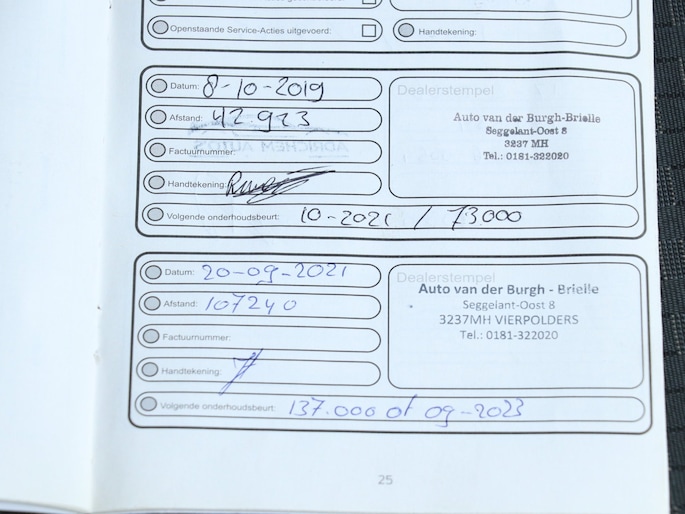 Openstaande Service-Acties uitgevoerd:
Handtekening:
Datum: 8-10-2019
Afstand: 42923
Factuurnummer:
Handtekening:
Volgende onderhoudsbeurt: 10-2021 / 73.000
Dealerstempel
Auto van der Burgh-Brielle
Seggelant-Oost 8
3237 MH
Tel.: 0181-322020
Datum: 20-09-2021
Afstand: 107240
Factuurnummer:
Handtekening:
Volgende onderhoudsbeurt: 137.000 of 09-2023
Dealerstempel
Auto van der Burgh - Brielle
Seggelant-Oost 8
3237MH VIERPOLDERS
Tel.: 0181-322020
25